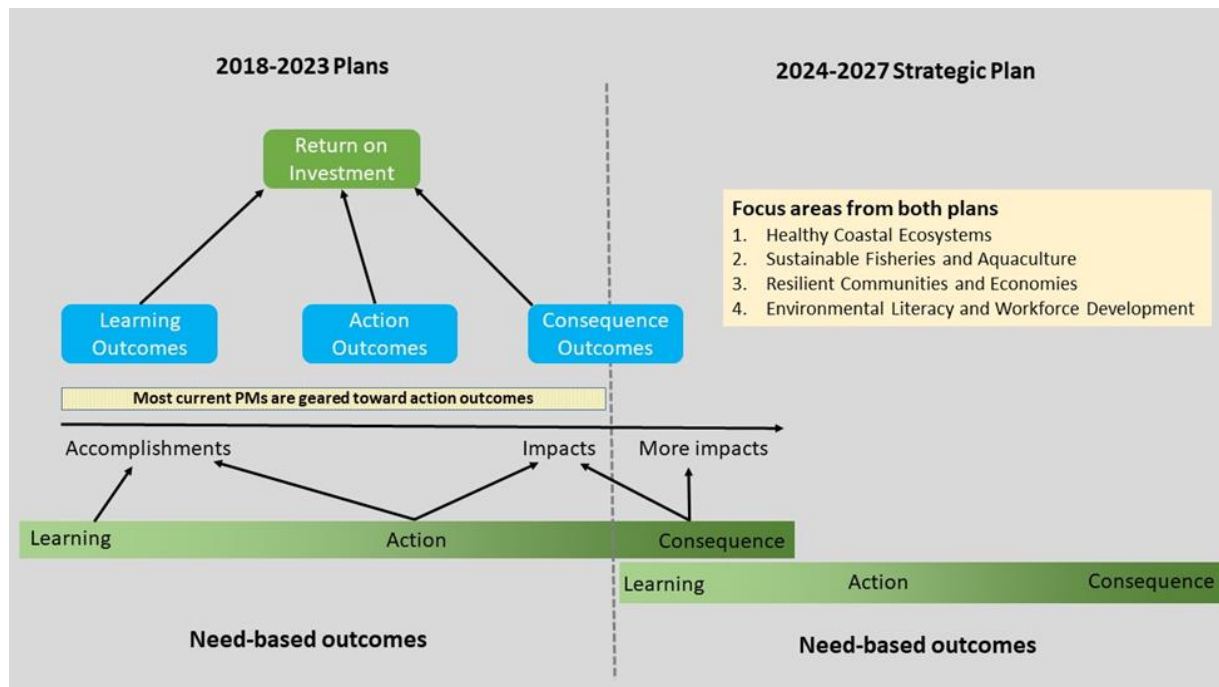 2018-2023 Plans
2024-2027 Strategic Plan
Return on
Investment
Focus areas from both plans
1. Healthy Coastal Ecosystems
2. Sustainable Fisheries and Aquaculture
3. Resilient Communities and Economies
4. Environmental Literacy and Workforce Development
Learning
Outcomes
Action
Outcomes
Consequence
Outcomes
Most current PMs are geared toward action outcomes
Accomplishments
Impacts
More impacts
Learning
Action
Consequence
Learning
Action
Consequence
Need-based outcomes
Need-based outcomes